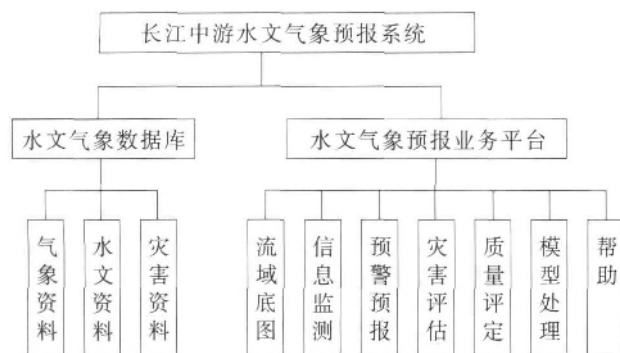 长江中游水文气象预报系统
水文气象数据库
水文气象预报业务平台
气象资料
水文资料
灾害资料
流域底图
信息监测
预警预报
灾害评估
质量评定
模型处理
帮助